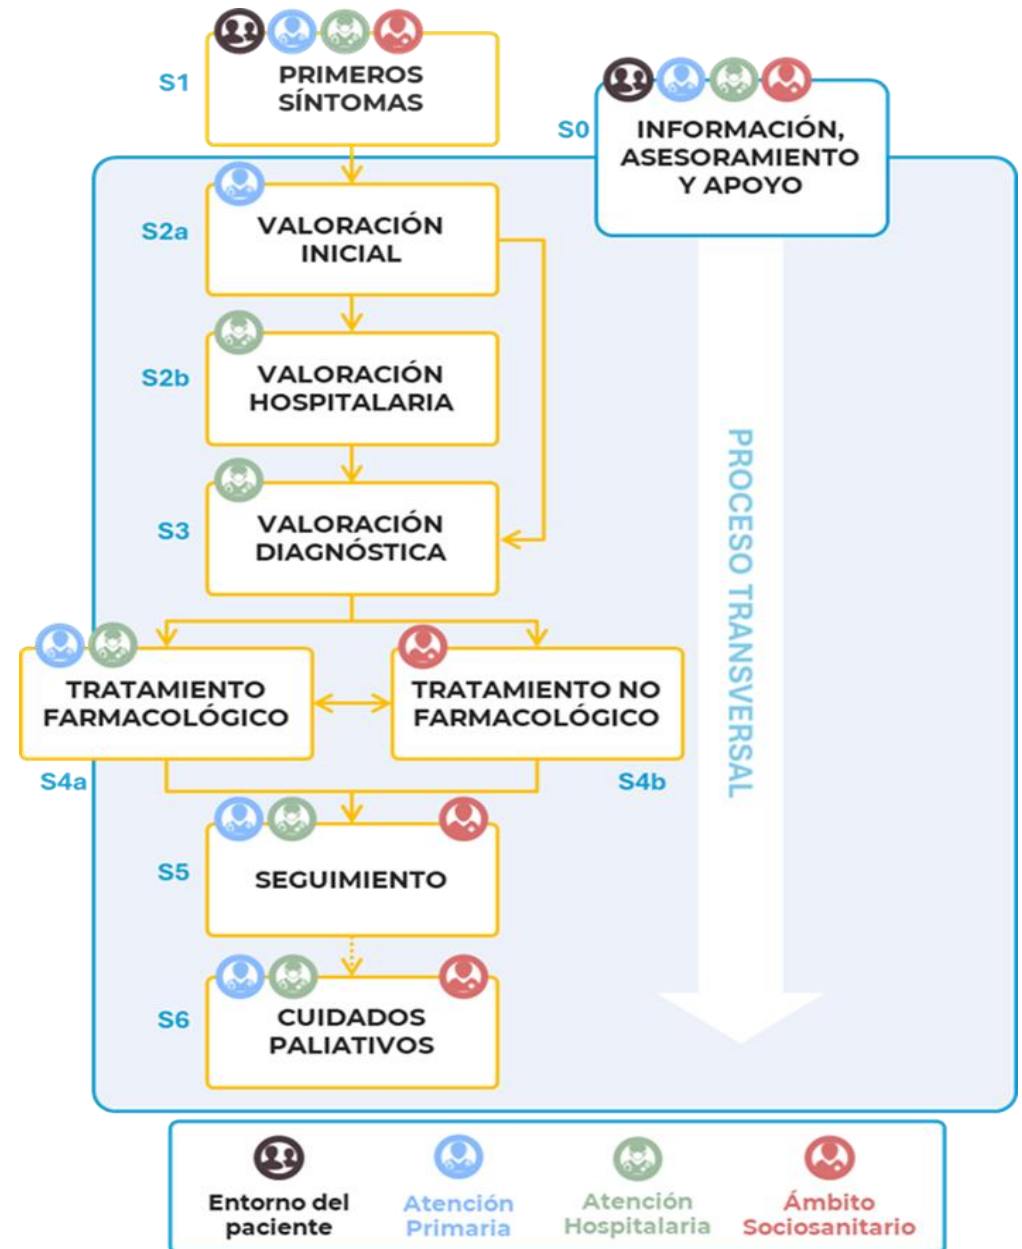 S1
PRIMEROS
SÍNTOMAS
S0
INFORMACIÓN,
ASESORAMIENTO
Y APOYO
S2a
VALORACIÓN
INICIAL
S2b
VALORACIÓN
HOSPITALARIA
S3
VALORACIÓN
DIAGNÓSTICA
PROCESO TRANSVERSAL
TRATAMIENTO
FARMACOLÓGICO
TRATAMIENTO NO
FARMACOLÓGICO
S4a
S4b
S5
SEGUIMIENTO
S6
CUIDADOS
PALIATIVOS
Entorno del
paciente
Atención
Primaria
Atención
Hospitalaria
Ámbito
Sociosanitario